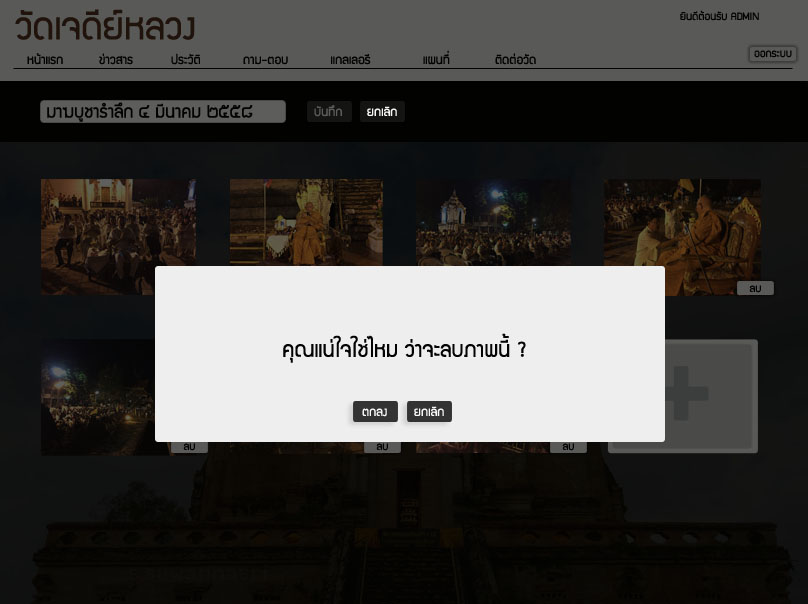 วัดเจดีย์หลวง
ยินดีต้อนรับ ADMIN
หน้าแรก ข่าวสาร ประวัติ ถาม-ตอบ แกลเลอรี แผนที่ ติดต่อวัด
ออกระบบ
มาฆบูชารำลึก ๔ มีนาคม ๒๕๕๘
บันทึก ยกเลิก
ลบ
คุณแน่ใจใช่ไหม ว่าจะลบภาพนี้ ?
ตกลง ยกเลิก
ลบ ลบ ลบ